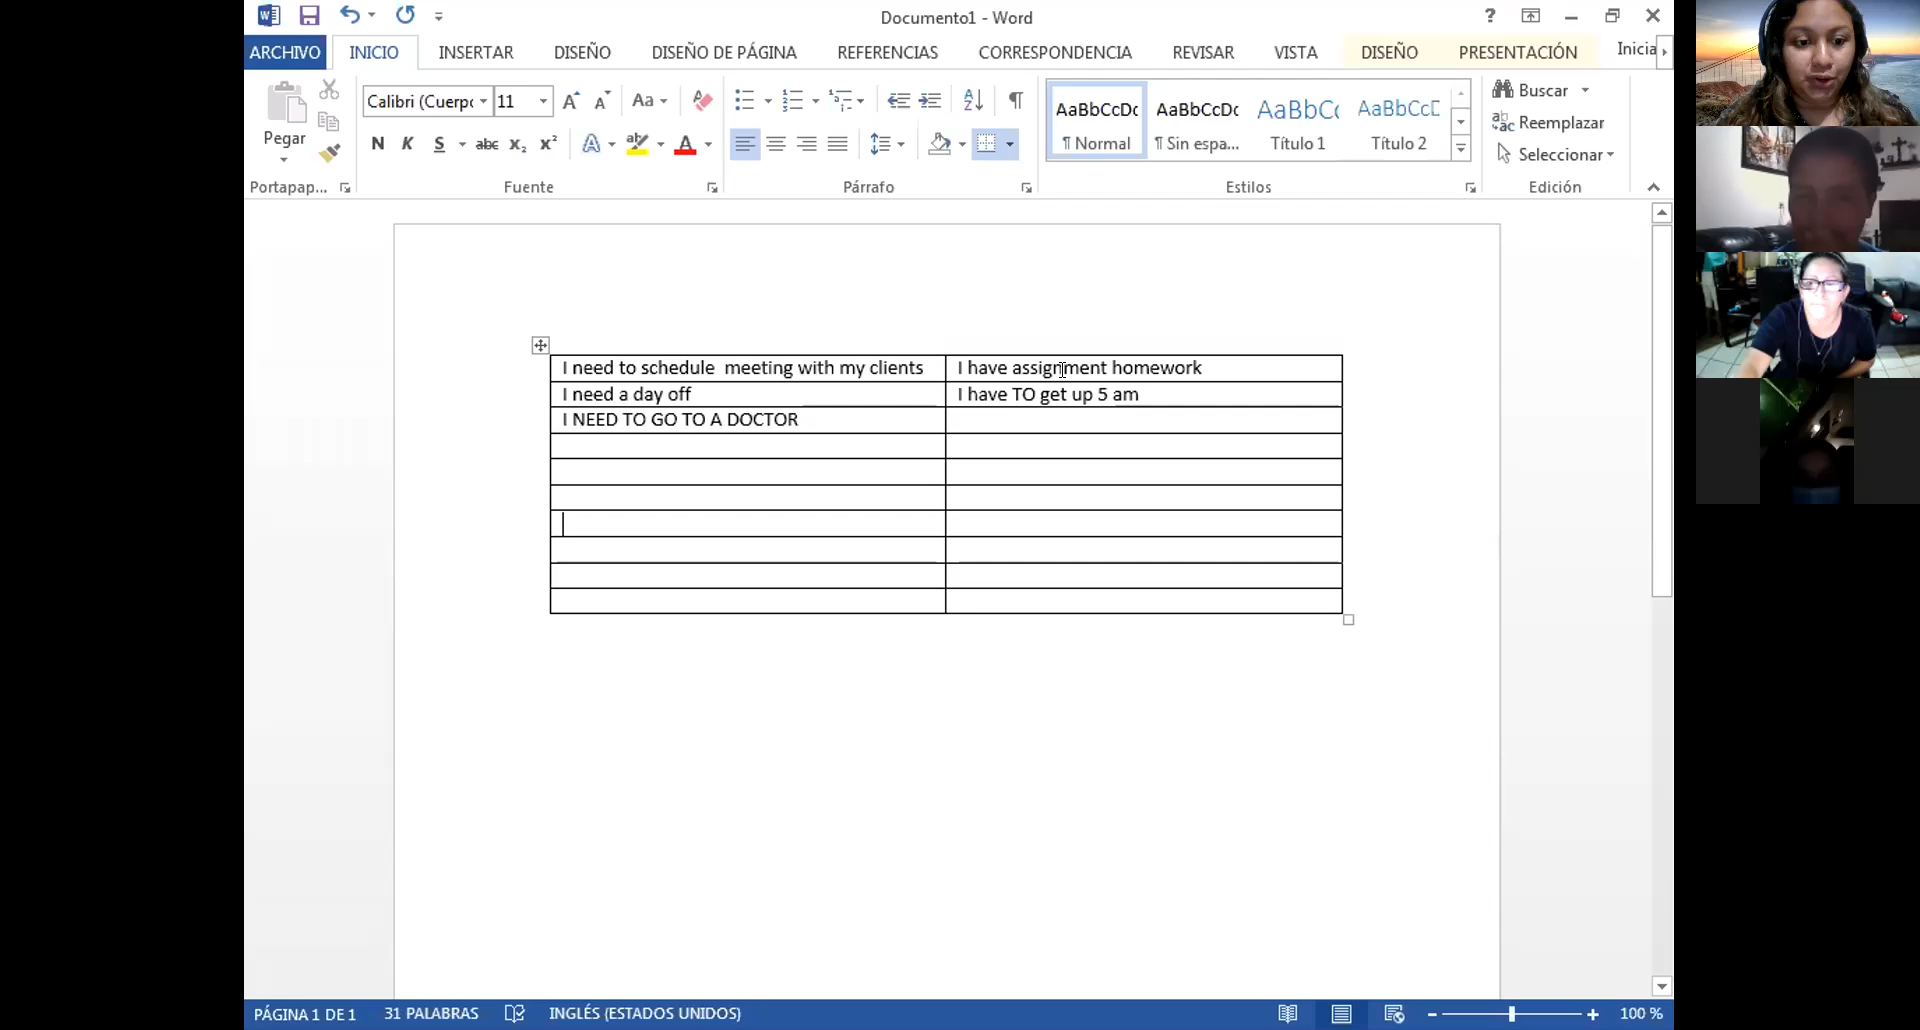 Documento1 - Word
ARCHIVO INICIO INSERTAR DISEÑO DISEÑO DE PÁGINA REFERENCIAS CORRESPONDENCIA REVISAR VISTA DISEÑO PRESENTACIÓN Inicia
Calibri (Cuerpo 11 Aa
AaBbCcDc AaBbCcDc AaBbCc AaBbCcD
Buscar
Reemplazar
Seleccionar
Pegar
N K S abc x₂ x² A A
¶ Normal ¶ Sin espa... Título 1 Título 2
Portapap... Fuente Párrafo Estilos Edición
I need to schedule  meeting with my clients I have assignment homework
I need a day off I have TO get up 5 am
I NEED TO GO TO A DOCTOR
PÁGINA 1 DE 1 31 PALABRAS INGLÉS (ESTADOS UNIDOS) 100 %